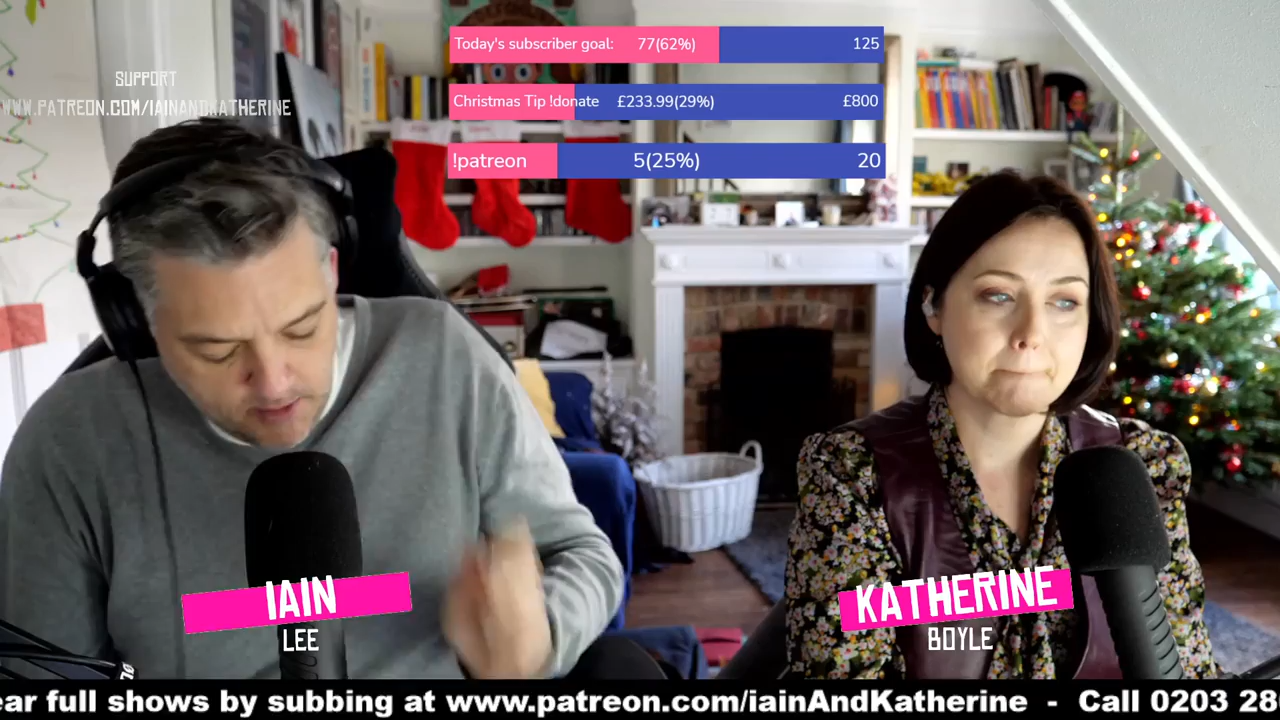 Today's subscriber goal: 77(62%) 125
SUPPORT
WWW.PATREON.COM/IAINANDKATHERINE
Christmas Tip !donate £233.99(29%) £800
!patreon 5(25%) 20
IAIN
LEE
KATHERINE
BOYLE
ear full shows by subbing at www.patreon.com/iainAndKatherine - Call 0203 28